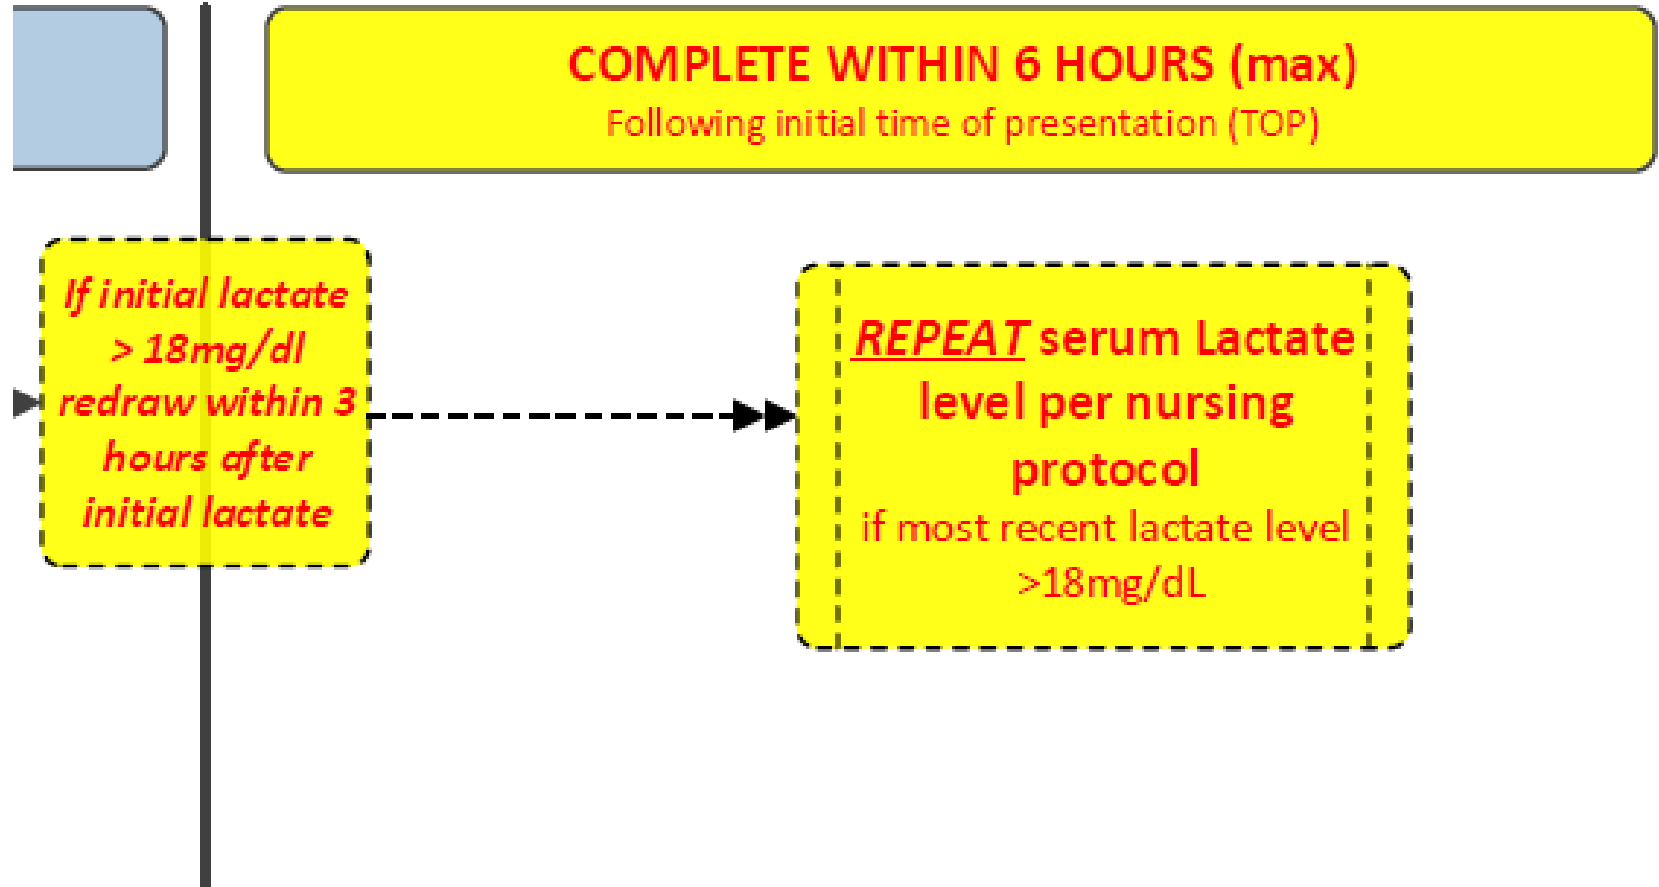 COMPLETE WITHIN 6 HOURS (max)
Following initial time of presentation (TOP)
If initial lactate
> 18mg/dl
redraw within 3
hours after
initial lactate
REPEAT serum Lactate
level per nursing
protocol
if most recent lactate level
>18mg/dL